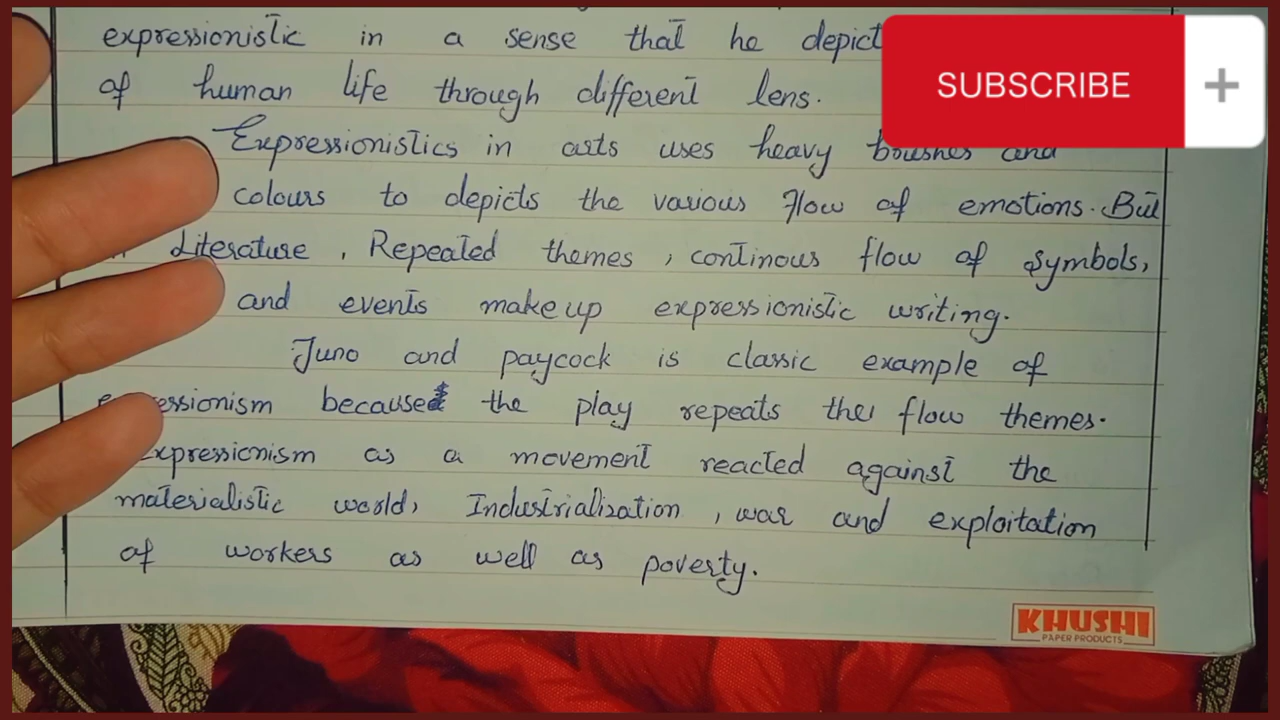 expressionistic in a sense that he depict
of human life through different lens.
SUBSCRIBE +
Expressionistics in arts uses heavy brushes and
colours to depicts the various flow of emotions. But
Literature, Repeated themes, continous flow of symbols,
and events make up expressionistic writing.
Juno and paycock is classic example of
expressionism because the play repeats the flow themes.
Expressionism as a movement reacted against the
materialistic world, Industrialization, war and exploitation
of workers as well as poverty.
KHUSHI
PAPER PRODUCTS